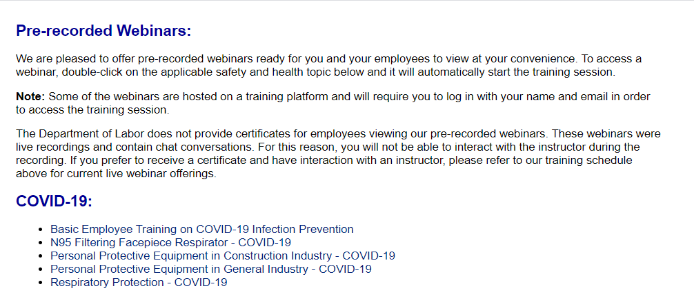 Pre-recorded Webinars:
We are pleased to offer pre-recorded webinars ready for you and your employees to view at your convenience. To access a
webinar, double-click on the applicable safety and health topic below and it will automatically start the training session.
Note: Some of the webinars are hosted on a training platform and will require you to log in with your name and email in order
to access the training session.
The Department of Labor does not provide certificates for employees viewing our pre-recorded webinars. These webinars were
live recordings and contain chat conversations. For this reason, you will not be able to interact with the instructor during the
recording. If you prefer to receive a certificate and have interaction with an instructor, please refer to our training schedule
above for current live webinar offerings.
COVID-19:
• Basic Employee Training on COVID-19 Infection Prevention
• N95 Filtering Facepiece Respirator - COVID-19
• Personal Protective Equipment in Construction Industry - COVID-19
• Personal Protective Equipment in General Industry - COVID-19
• Respiratory Protection - COVID-19